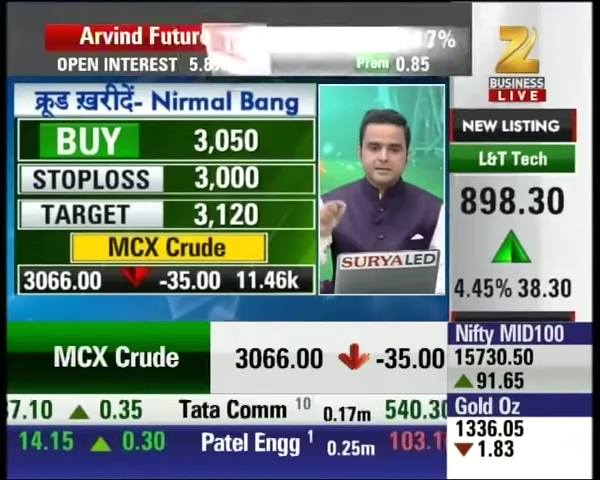 Arvind Future
7%
OPEN INTEREST 5.8
Prem 0.85
Z
BUSINESS
LIVE
क्रूड ख़रीदें- Nirmal Bang
BUY 3,050
STOPLOSS 3,000
TARGET 3,120
MCX Crude
3066.00 -35.00 11.46k
SURYA LED
NEW LISTING
L&T Tech
898.30
4.45% 38.30
MCX Crude 3066.00 -35.00
Nifty MID100
15730.50
91.65
Gold Oz
1336.05
1.83
7.10 0.35 Tata Comm 10 0.17m 540.30
14.15 0.30 Patel Engg 1 0.25m 103.1